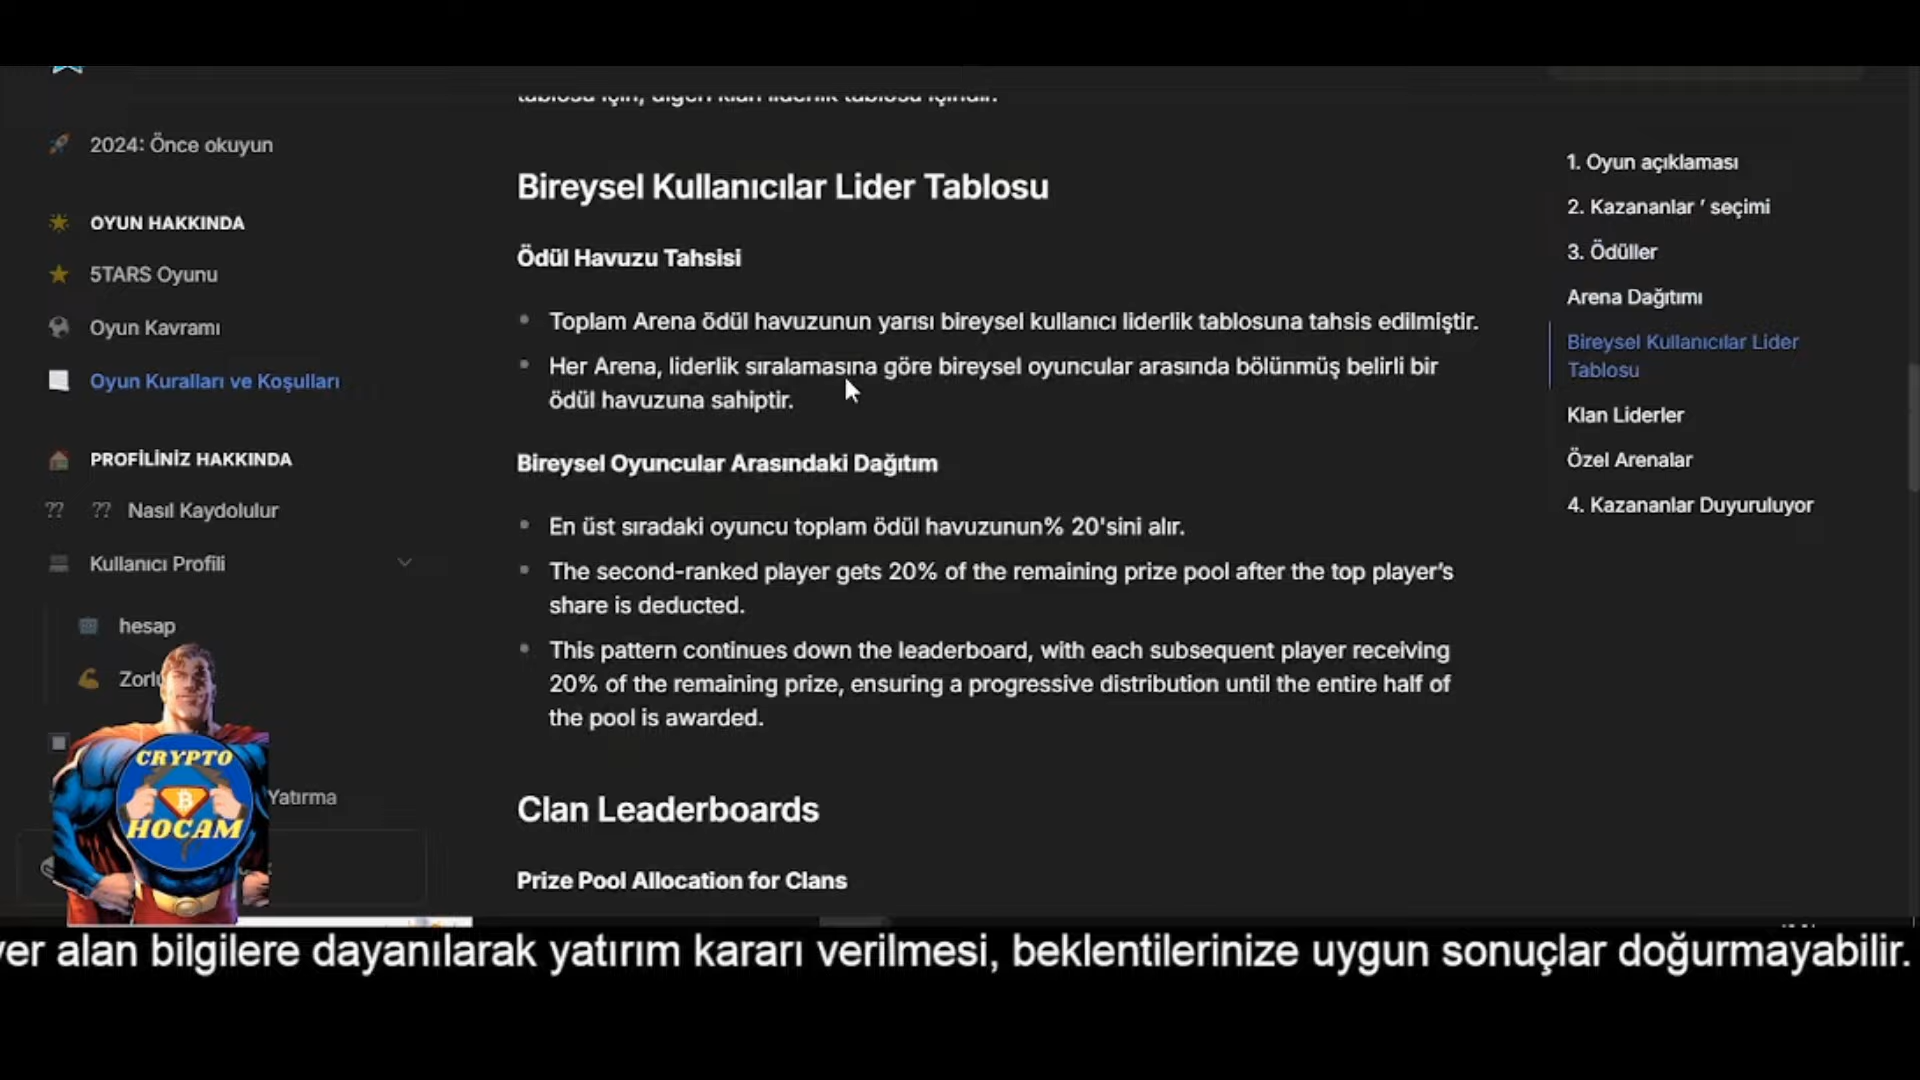 tablosu için, diğeri klan liderlik tablosu içindir.
2024: Önce okuyun
OYUN HAKKINDA
5TARS Oyunu
Oyun Kavramı
Oyun Kuralları ve Koşulları
PROFİLİNİZ HAKKINDA
?? ?? Nasıl Kaydolulur
Kullanıcı Profili
hesap
Yatırma
CRYPTO
HOCAM
Bireysel Kullanıcılar Lider Tablosu
Ödül Havuzu Tahsisi
Toplam Arena ödül havuzunun yarısı bireysel kullanıcı liderlik tablosuna tahsis edilmiştir.
Her Arena, liderlik sıralamasına göre bireysel oyuncular arasında bölünmüş belirli bir
ödül havuzuna sahiptir.
Bireysel Oyuncular Arasındaki Dağıtım
En üst sıradaki oyuncu toplam ödül havuzunun% 20'sini alır.
The second-ranked player gets 20% of the remaining prize pool after the top player's
share is deducted.
This pattern continues down the leaderboard, with each subsequent player receiving
20% of the remaining prize, ensuring a progressive distribution until the entire half of
the pool is awarded.
Clan Leaderboards
Prize Pool Allocation for Clans
1. Oyun açıklaması
2. Kazananlar ’ seçimi
3. Ödüller
Arena Dağıtımı
Bireysel Kullanıcılar Lider
Tablosu
Klan Liderler
Özel Arenalar
4. Kazananlar Duyuruluyor
yer alan bilgilere dayanılarak yatırım kararı verilmesi, beklentilerinize uygun sonuçlar doğurmayabilir.